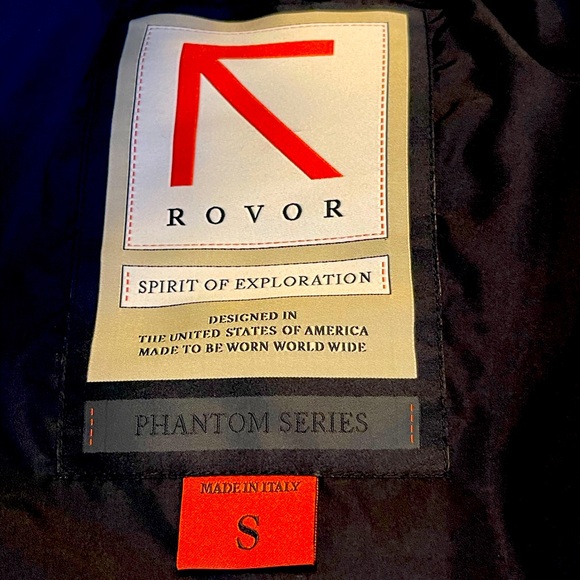 ROVOR
SPIRIT OF EXPLORATION
DESIGNED IN
THE UNITED STATES OF AMERICA
MADE TO BE WORN WORLD WIDE
PHANTOM SERIES
MADE IN ITALY
S